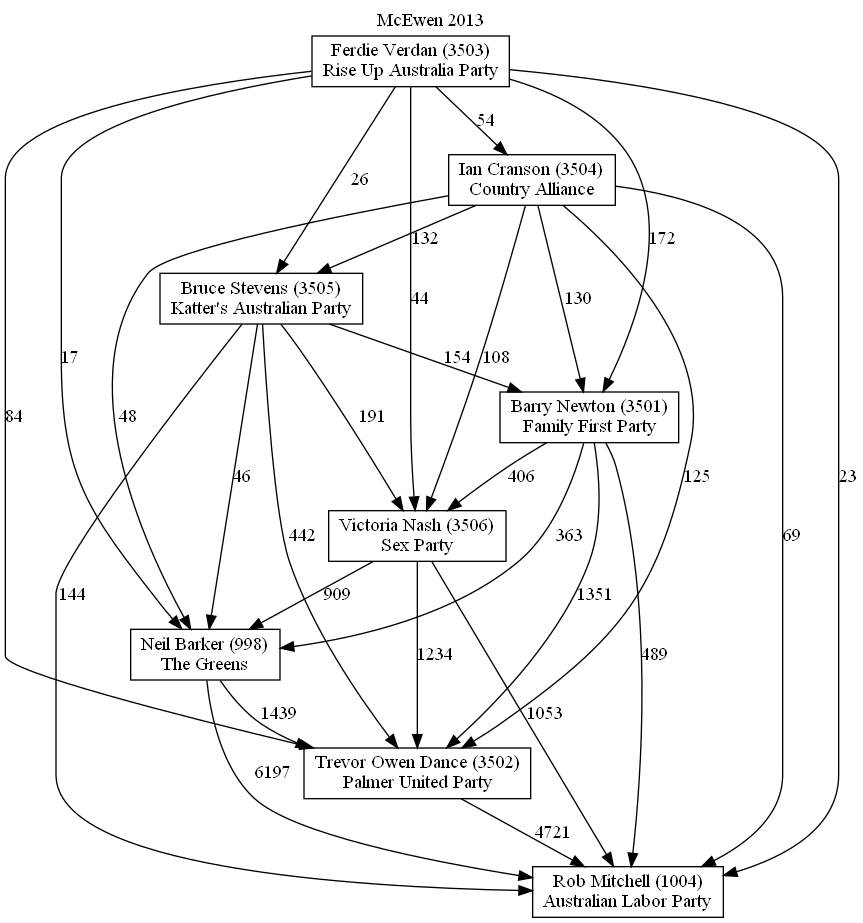 McEwen 2013
Ferdie Verdan (3503)
Rise Up Australia Party
54
Ian Cranson (3504)
Country Alliance
26
132
172
Bruce Stevens (3505)
Katter's Australian Party
44
130
17
154
108
84
48
191
Barry Newton (3501)
Family First Party
23
46
406
125
Victoria Nash (3506)
Sex Party
442
363
69
144
909
1351
Neil Barker (998)
The Greens
1234
489
1439
1053
6197
Trevor Owen Dance (3502)
Palmer United Party
4721
Rob Mitchell (1004)
Australian Labor Party